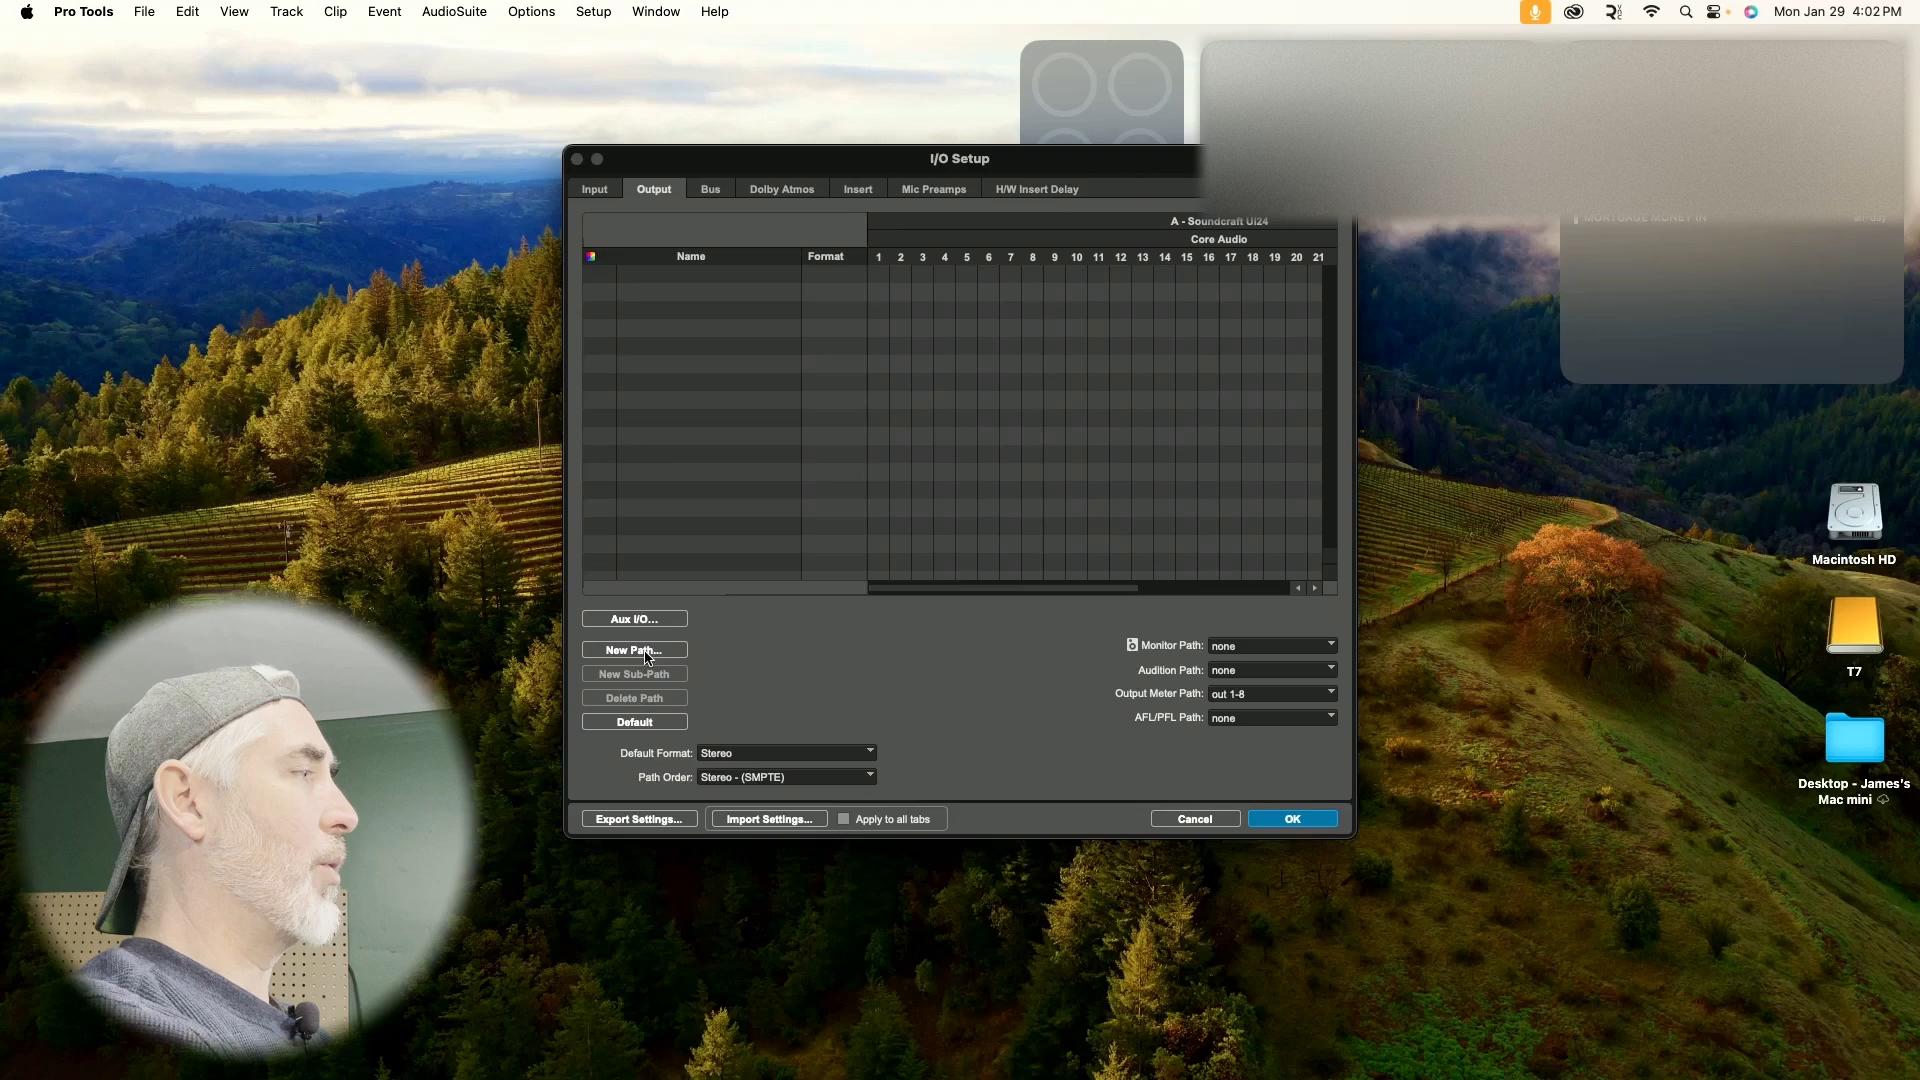 Pro Tools File Edit View Track Clip Event AudioSuite Options Setup Window Help Mon Jan 29 4:02 PM
I/O Setup
Input Output Bus Dolby Atmos Insert Mic Preamps H/W Insert Delay
A - Soundcraft Ui24
MORTGAGE MONEY IN all-day
Core Audio
Name Format 1 2 3 4 5 6 7 8 9 10 11 12 13 14 15 16 17 18 19 20 21
Macintosh HD
T7
Desktop - James's
Mac mini
Aux I/O...
New Path...
New Sub-Path
Delete Path
Default
Monitor Path: none
Audition Path: none
Output Meter Path: out 1-8
AFL/PFL Path: none
Default Format: Stereo
Path Order: Stereo - (SMPTE)
Export Settings... Import Settings... Apply to all tabs Cancel OK